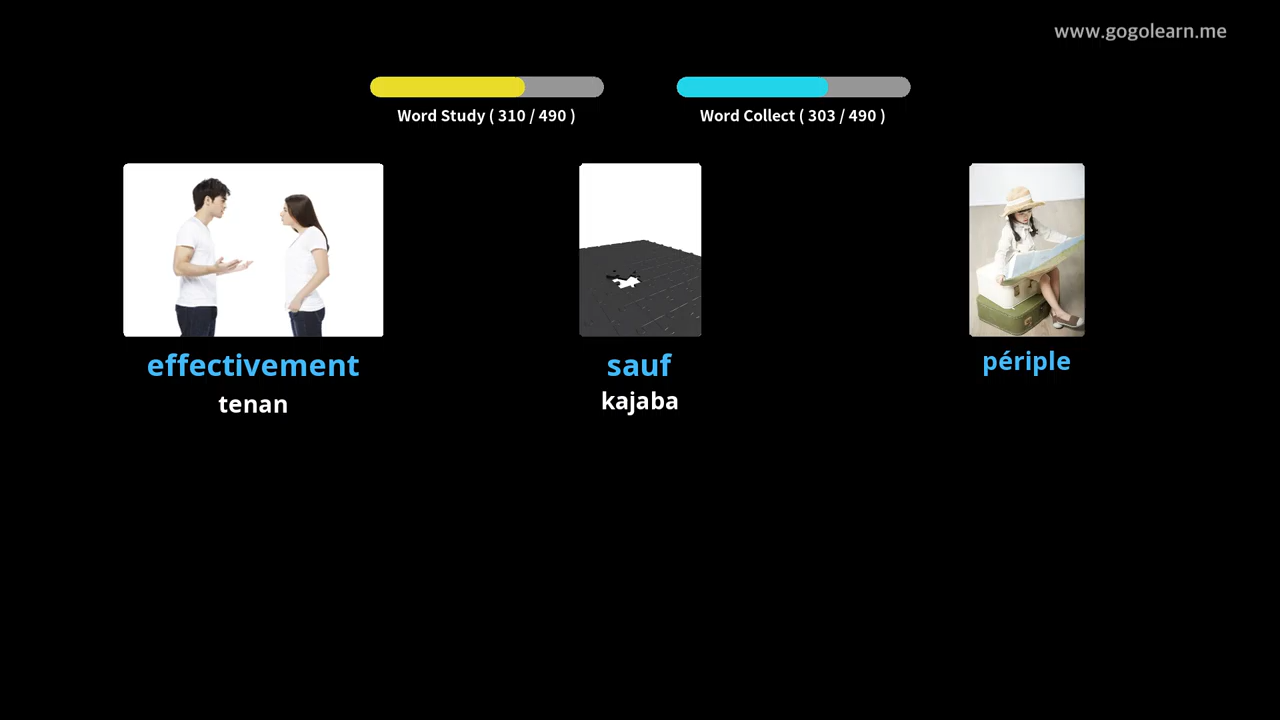 www.gogolearn.me
Word Study ( 310 / 490 )
Word Collect ( 303 / 490 )
effectivement
tenan
sauf
kajaba
périple